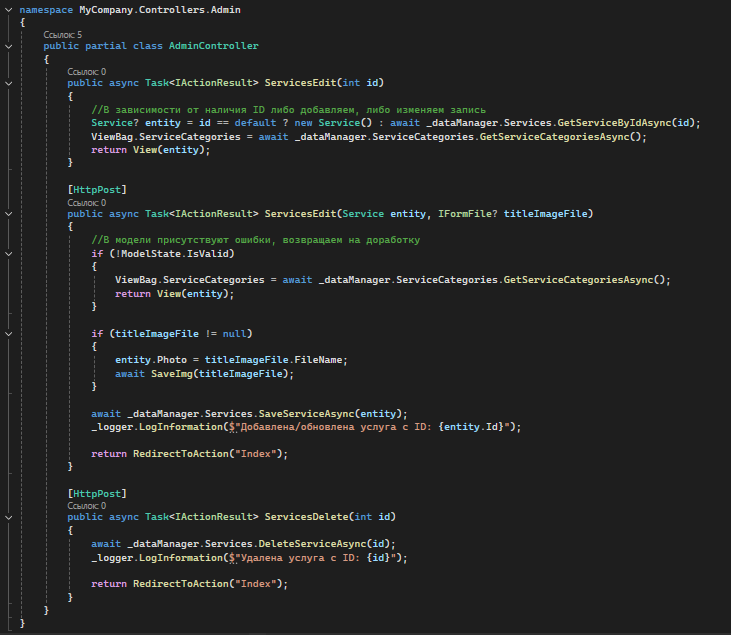 namespace MyCompany.Controllers.Admin
{
Ссылок: 5
public partial class AdminController
{
Ссылок: 0
public async Task<IActionResult> ServicesEdit(int id)
{
//В зависимости от наличия ID либо добавляем, либо изменяем запись
Service? entity = id == default ? new Service() : await _dataManager.Services.GetServiceByIdAsync(id);
ViewBag.ServiceCategories = await _dataManager.ServiceCategories.GetServiceCategoriesAsync();
return View(entity);
}
[HttpPost]
Ссылок: 0
public async Task<IActionResult> ServicesEdit(Service entity, IFormFile? titleImageFile)
{
//В модели присутствуют ошибки, возвращаем на доработку
if (!ModelState.IsValid)
{
ViewBag.ServiceCategories = await _dataManager.ServiceCategories.GetServiceCategoriesAsync();
return View(entity);
}
if (titleImageFile != null)
{
entity.Photo = titleImageFile.FileName;
await SaveImg(titleImageFile);
}
await _dataManager.Services.SaveServiceAsync(entity);
_logger.LogInformation($"Добавлена/обновлена услуга с ID: {entity.Id}");
return RedirectToAction("Index");
}
[HttpPost]
Ссылок: 0
public async Task<IActionResult> ServicesDelete(int id)
{
await _dataManager.Services.DeleteServiceAsync(id);
_logger.LogInformation($"Удалена услуга с ID: {id}");
return RedirectToAction("Index");
}
}
}